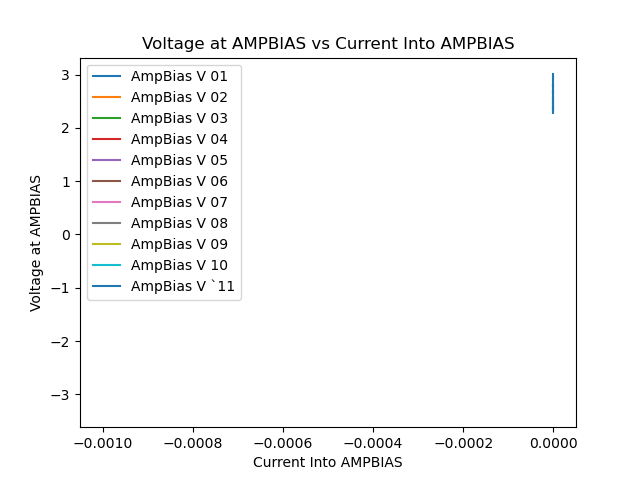 Voltage at AMPBIAS vs Current Into AMPBIAS
3
2
1
0
−1
−2
−3
Voltage at AMPBIAS
AmpBias V 01
AmpBias V 02
AmpBias V 03
AmpBias V 04
AmpBias V 05
AmpBias V 06
AmpBias V 07
AmpBias V 08
AmpBias V 09
AmpBias V 10
AmpBias V `11
−0.0010 −0.0008 −0.0006 −0.0004 −0.0002 0.0000
Current Into AMPBIAS